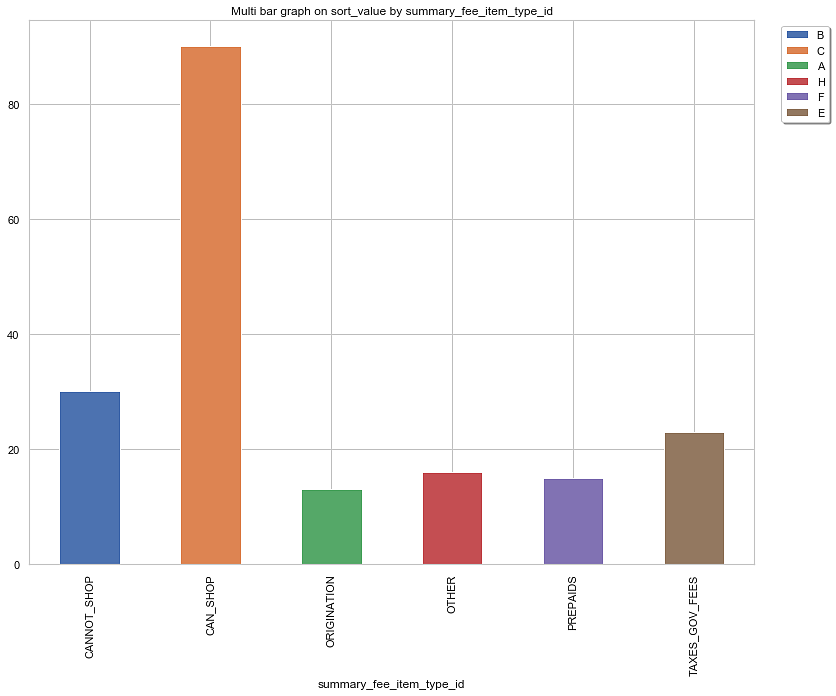 Multi bar graph on sort_value by summary_fee_item_type_id
B
C
A
H
F
E
80
60
40
20
0
CANNOT_SHOP
CAN_SHOP
ORIGINATION
OTHER
PREPAIDS
TAXES_GOV_FEES
summary_fee_item_type_id